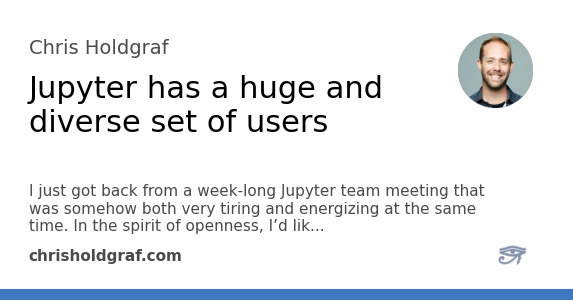 Chris Holdgraf
Jupyter has a huge and
diverse set of users
I just got back from a week-long Jupyter team meeting that
was somehow both very tiring and energizing at the same
time. In the spirit of openness, I’d lik...
chrisholdgraf.com